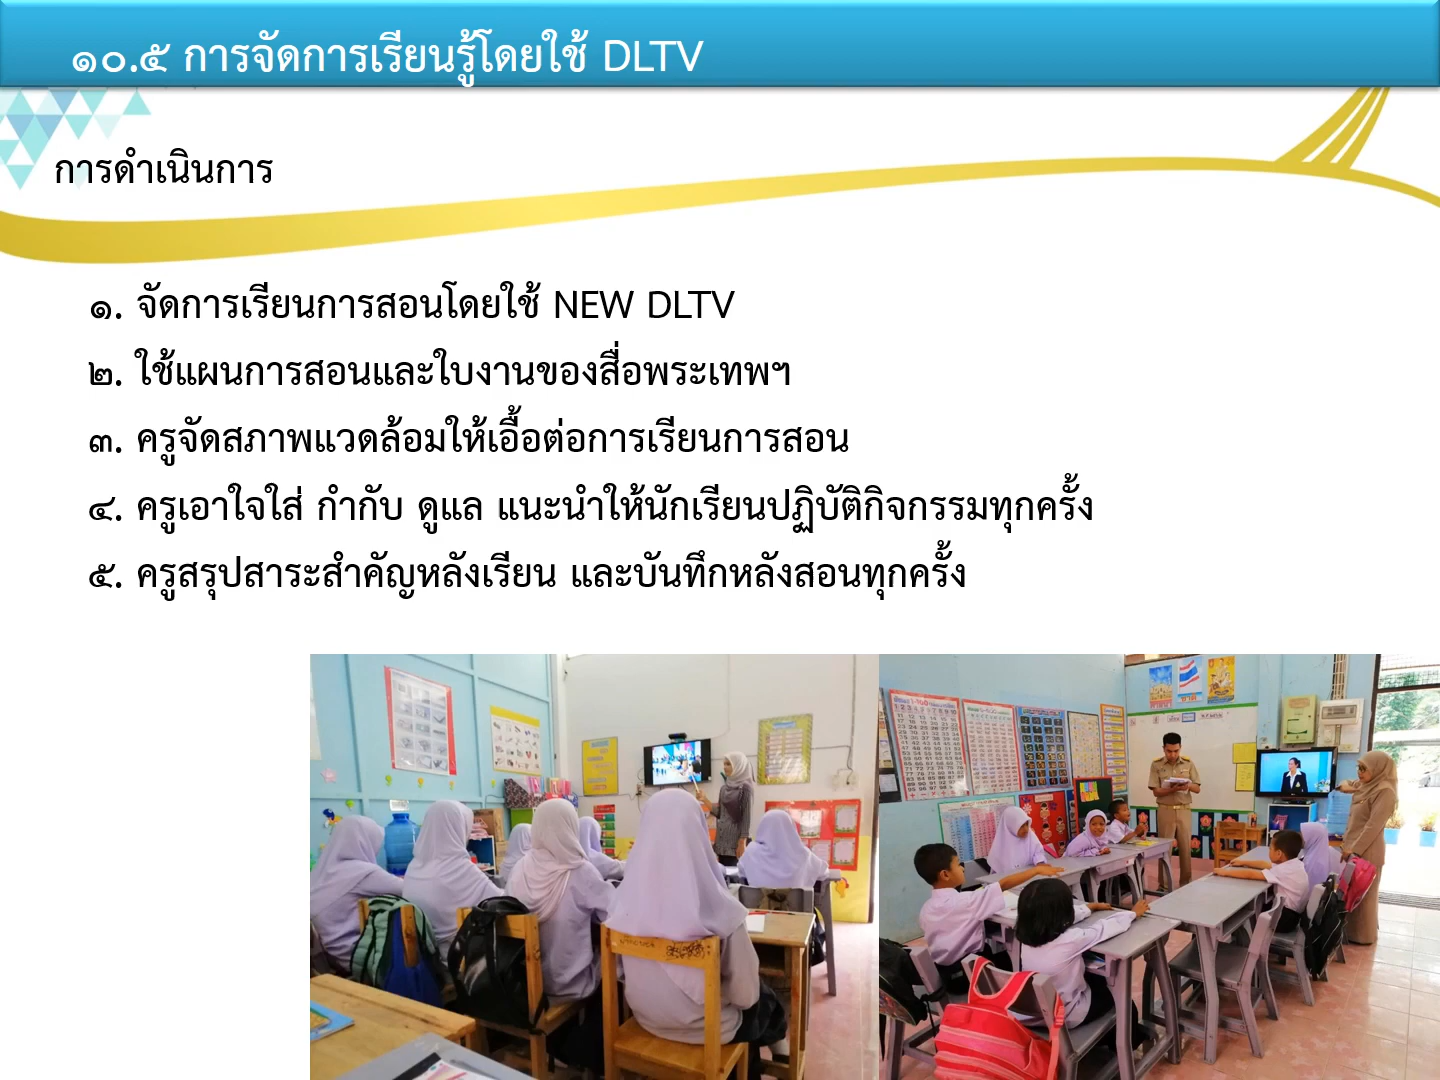 ๑๐.๕ การจัดการเรียนรู้โดยใช้ DLTV
การดำเนินการ
๑. จัดการเรียนการสอนโดยใช้ NEW DLTV
๒. ใช้แผนการสอนและใบงานของสื่อพระเทพฯ
๓. ครูจัดสภาพแวดล้อมให้เอื้อต่อการเรียนการสอน
๔. ครูเอาใจใส่ กำกับ ดูแล แนะนำให้นักเรียนปฏิบัติกิจกรรมทุกครั้ง
๕. ครูสรุปสาระสำคัญหลังเรียน และบันทึกหลังสอนทุกครั้ง